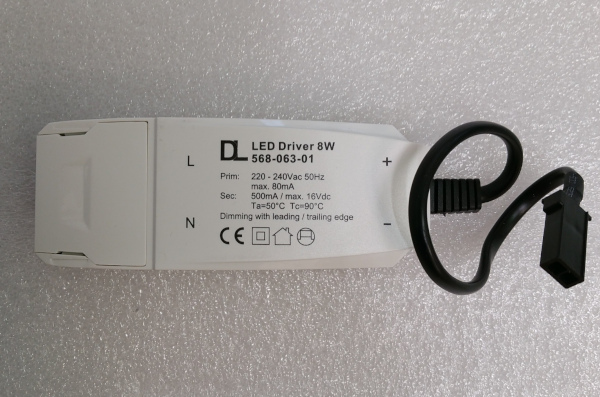 DL LED Driver 8W
568-063-01
L
+
Prim: 220 - 240Vac 50Hz
max. 80mA
Sec: 500mA / max. 16Vdc
Ta=50°C Tc=90°C
N
−
Dimming with leading / trailing edge
CE